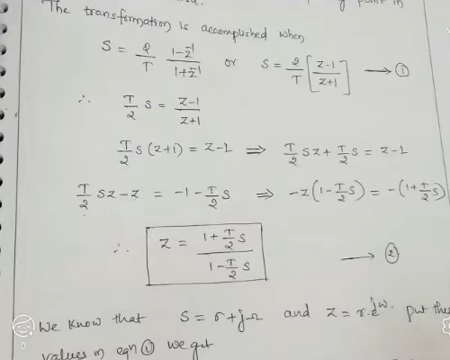 The transformation is accomplished when
S = 2/T (1-z⁻¹)/(1+z⁻¹) or S = 2/T [(z-1)/(z+1)] → ①
∴ T/2 S = (z-1)/(z+1)
T/2 S(z+1) = z-1 ⇒ T/2 Sz + T/2 S = z-1
T/2 Sz - z = -1 - T/2 S ⇒ -z(1 - T/2 S) = -(1 + T/2 S)
∴ z = (1 + T/2 S)/(1 - T/2 S) → ②
We know that S = σ+jΩ and z = r.e^jω. put these
values in eqn ① we get